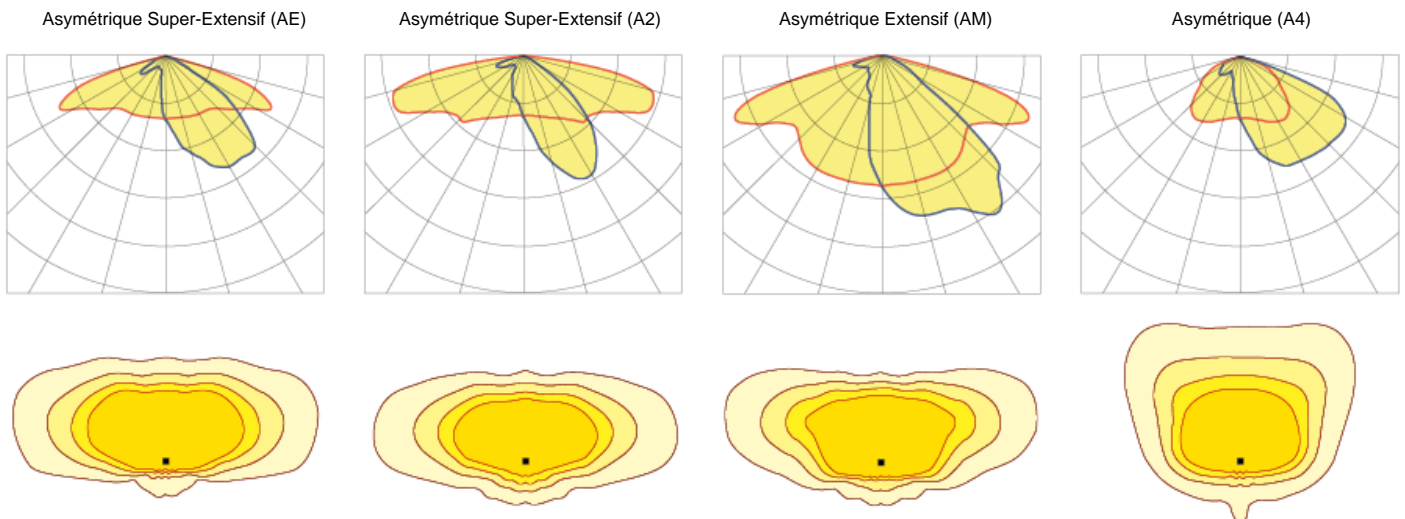 Asymétrique Super-Extensif (AE)
Asymétrique Super-Extensif (A2)
Asymétrique Extensif (AM)
Asymétrique (A4)